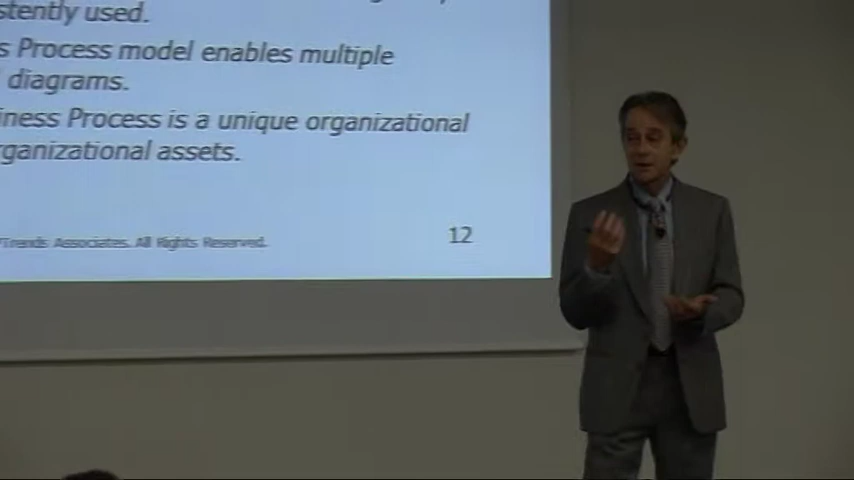 stently used.
s Process model enables multiple
diagrams.
iness Process is a unique organizational
rganizational assets.
Trends Associates. All Rights Reserved.
12